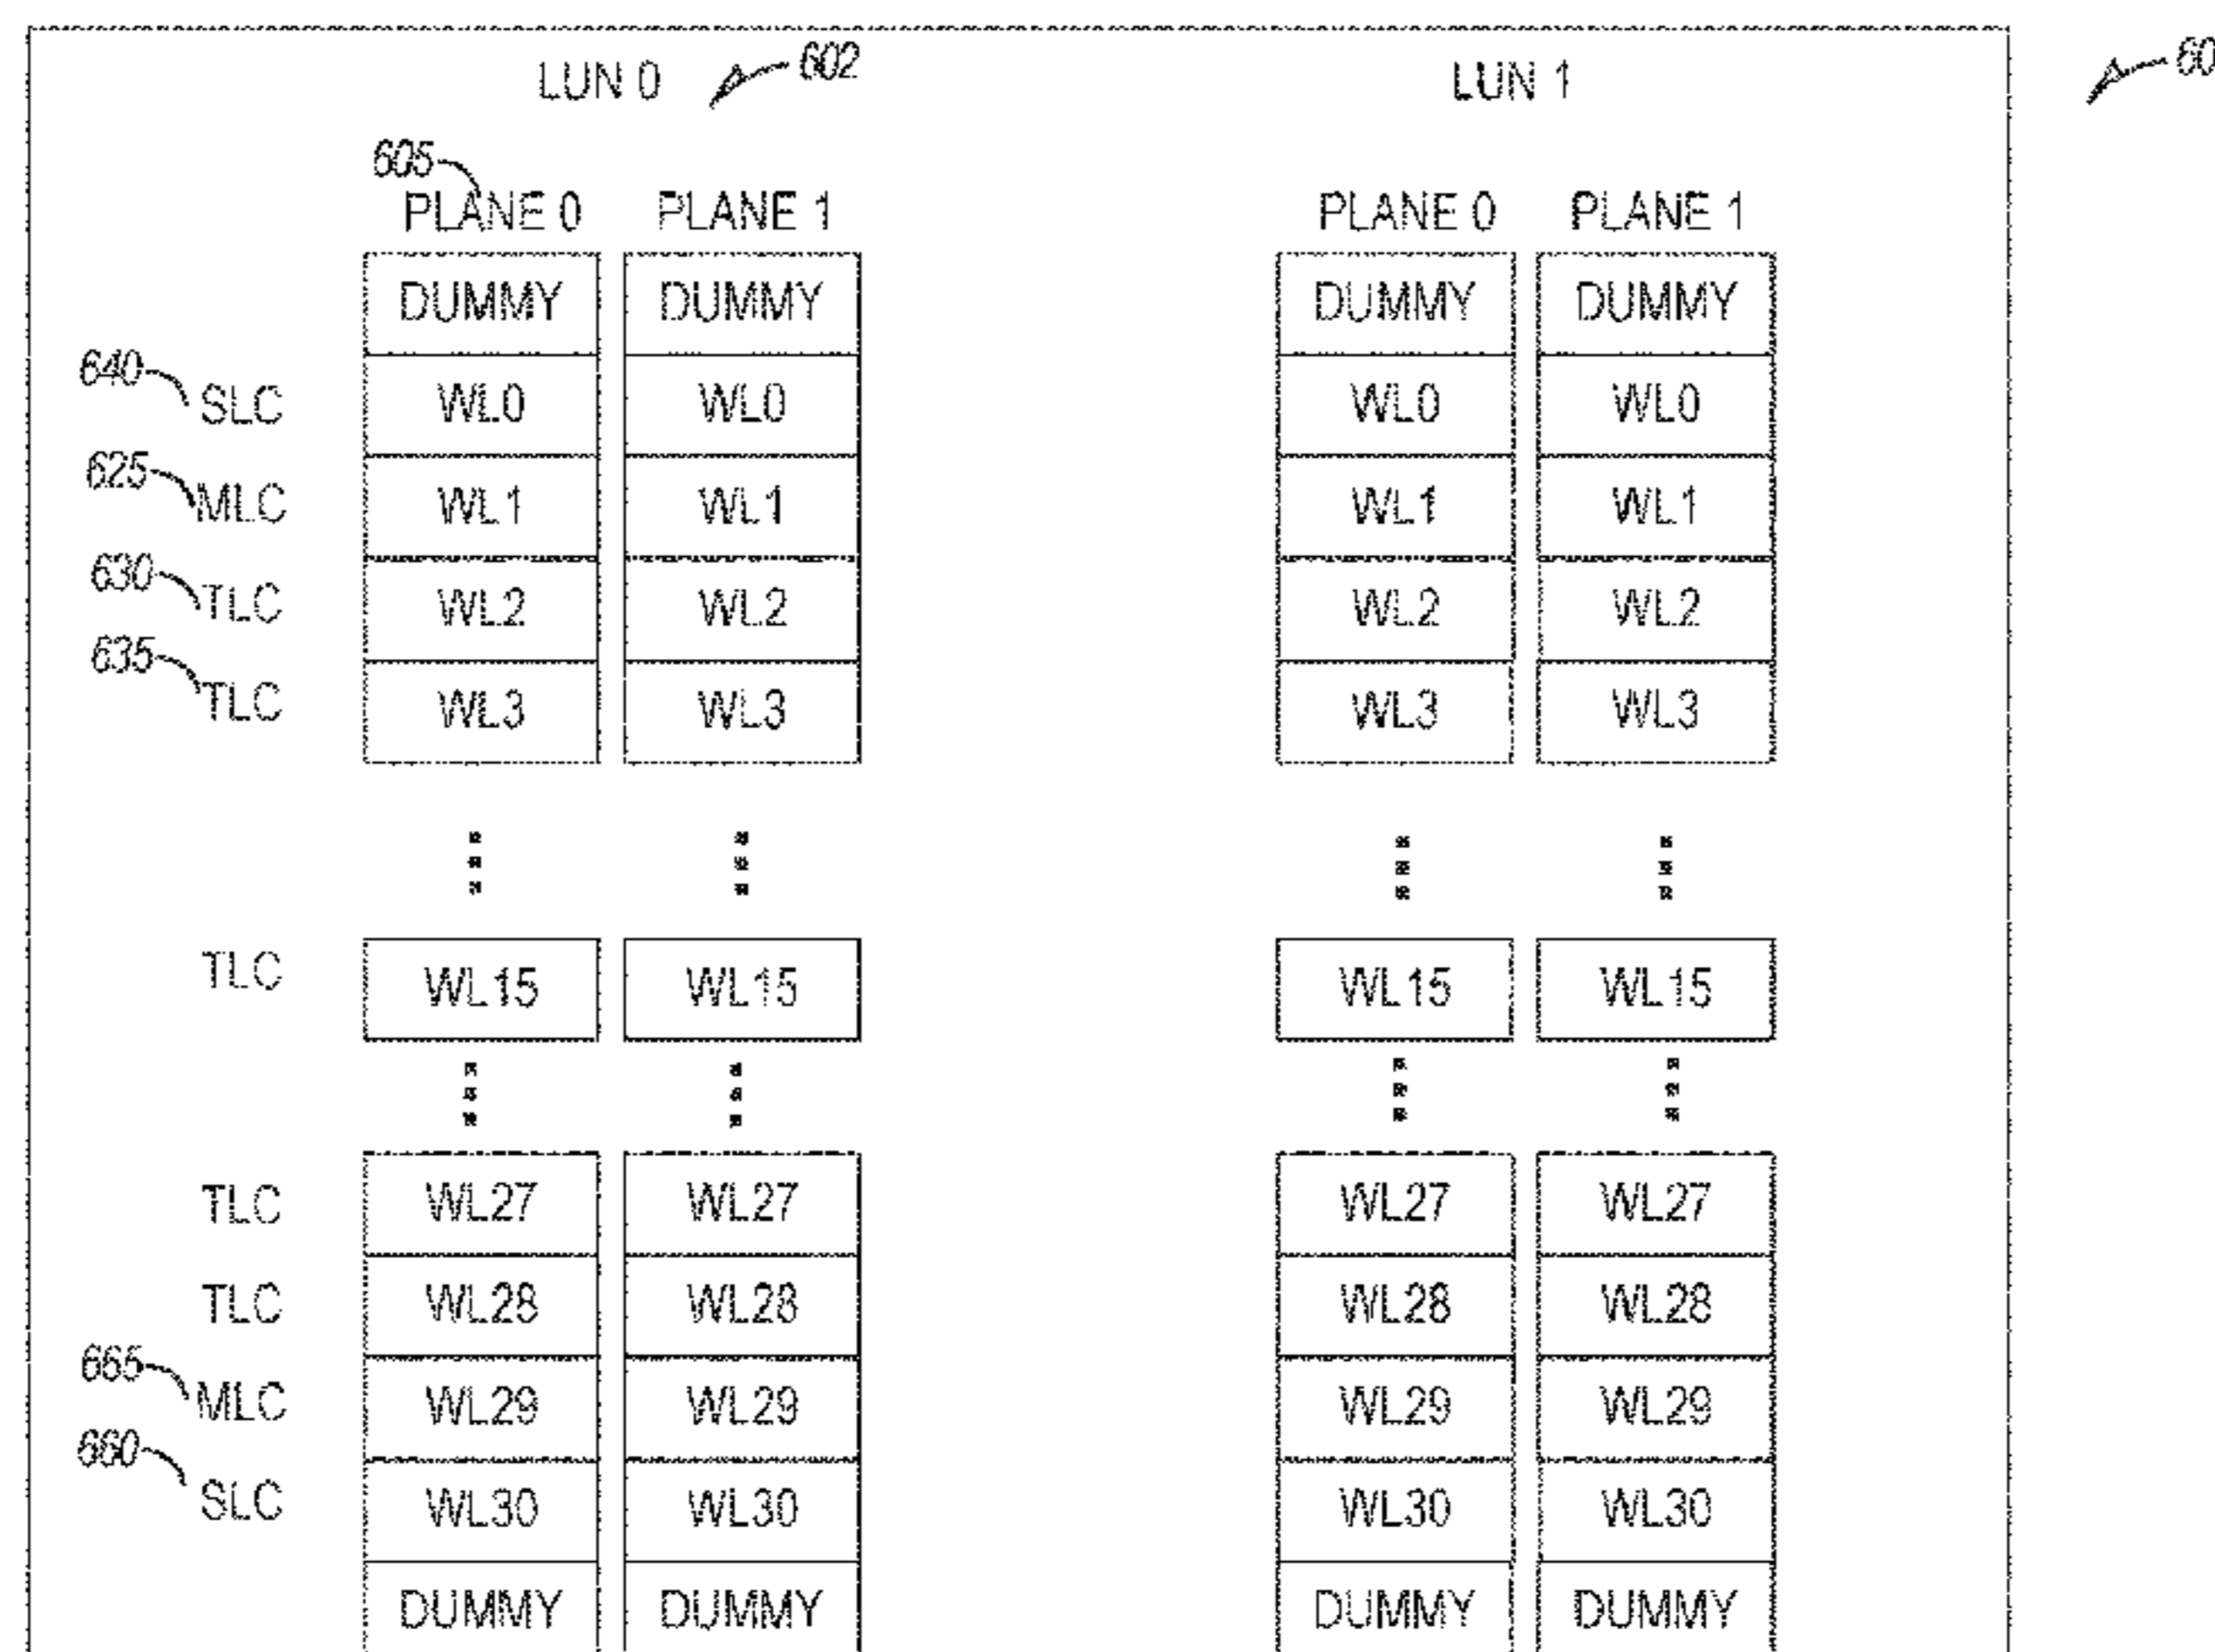 LUN 0 602 LUN 1 60
605
PLANE 0 PLANE 1 PLANE 0 PLANE 1
DUMMY DUMMY DUMMY DUMMY
640 SLC WL0 WL0 WL0 WL0
625 MLC WL1 WL1 WL1 WL1
630 TLC WL2 WL2 WL2 WL2
635 TLC WL3 WL3 WL3 WL3
TLC WL15 WL15 WL15 WL15
TLC WL27 WL27 WL27 WL27
TLC WL28 WL28 WL28 WL28
665 MLC WL29 WL29 WL29 WL29
660 SLC WL30 WL30 WL30 WL30
DUMMY DUMMY DUMMY DUMMY